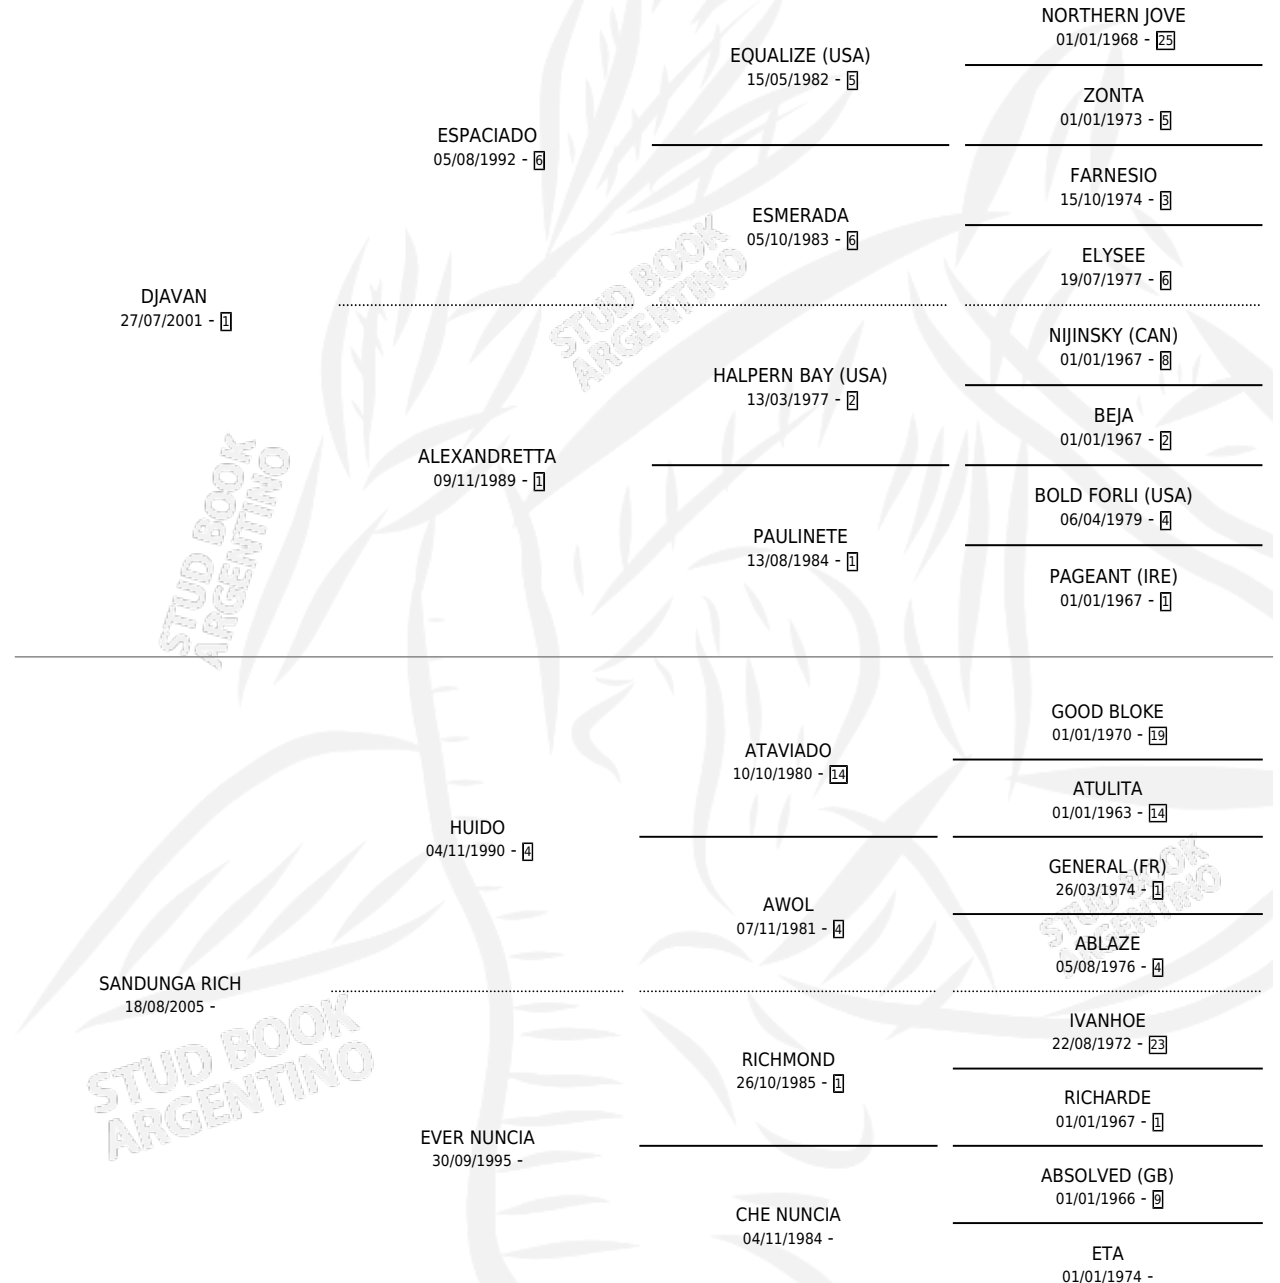 NORTHERN JOVE
01/01/1968 - 25
EQUALIZE (USA)
15/05/1982 - 5
ZONTA
01/01/1973 - 5
ESPACIADO
05/08/1992 - 6
FARNESIO
15/10/1974 - 3
ESMERADA
05/10/1983 - 6
ELYSEE
19/07/1977 - 6
DJAVAN
27/07/2001 - 1
NIJINSKY (CAN)
01/01/1967 - 8
HALPERN BAY (USA)
13/03/1977 - 2
BEJA
01/01/1967 - 2
ALEXANDRETTA
09/11/1989 - 1
BOLD FORLI (USA)
06/04/1979 - 4
PAULINETE
13/08/1984 - 1
PAGEANT (IRE)
01/01/1967 - 1
GOOD BLOKE
01/01/1970 - 19
ATAVIADO
10/10/1980 - 14
ATULITA
01/01/1963 - 14
HUIDO
04/11/1990 - 4
GENERAL (FR)
26/03/1974 - 1
AWOL
07/11/1981 - 4
ABLAZE
05/08/1976 - 4
SANDUNGA RICH
18/08/2005 -
IVANHOE
22/08/1972 - 23
RICHMOND
26/10/1985 - 1
RICHARDE
01/01/1967 - 1
EVER NUNCIA
30/09/1995 -
ABSOLVED (GB)
01/01/1966 - 9
CHE NUNCIA
04/11/1984 -
ETA
01/01/1974 -
STUD BOOK
ARGENTINO
STUD BOOK
ARGENTINO
STUD BOOK
ARGENTINO
STUD BOOK
ARGENTINO